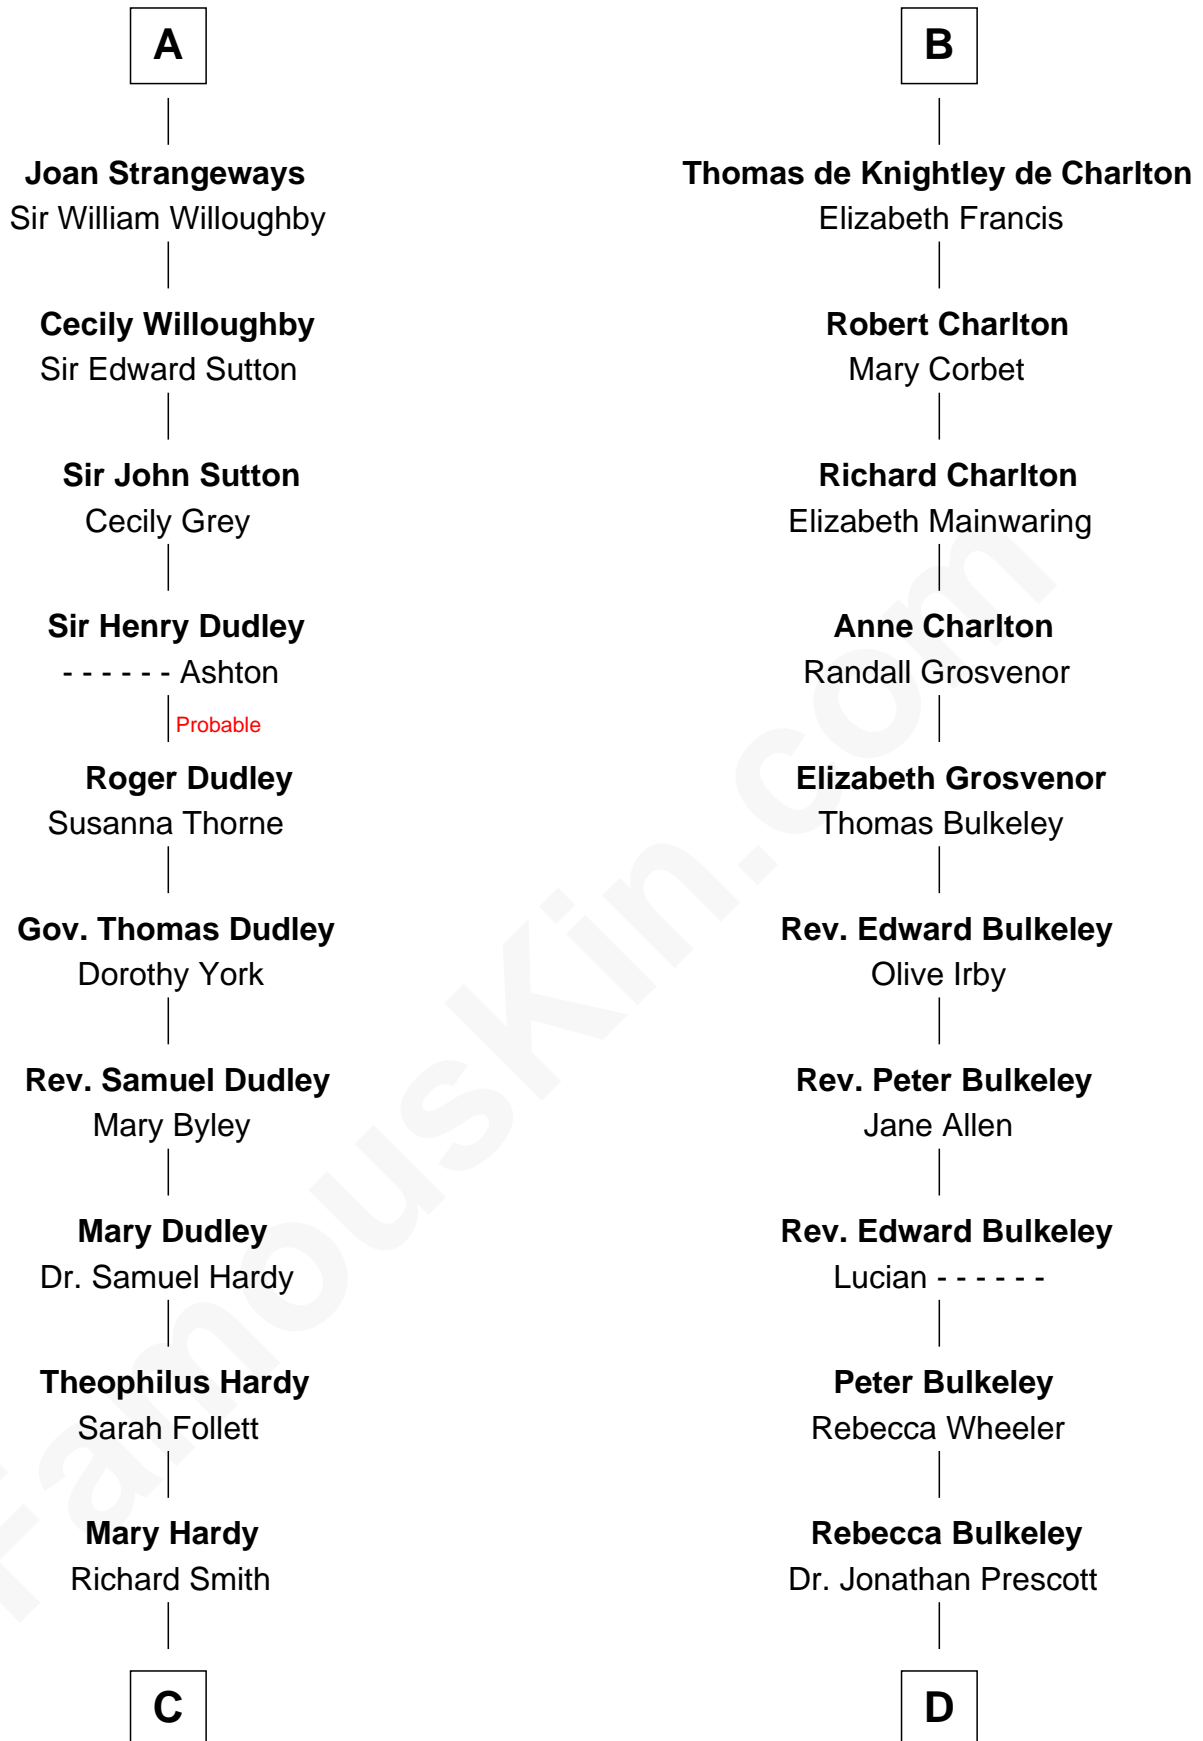 A
Joan Strangeways
Sir William Willoughby
Cecily Willoughby
Sir Edward Sutton
Sir John Sutton
Cecily Grey
Sir Henry Dudley
- - - - - - Ashton
Probable
Roger Dudley
Susanna Thorne
Gov. Thomas Dudley
Dorothy York
Rev. Samuel Dudley
Mary Byley
Mary Dudley
Dr. Samuel Hardy
Theophilus Hardy
Sarah Follett
Mary Hardy
Richard Smith
C
B
Thomas de Knightley de Charlton
Elizabeth Francis
Robert Charlton
Mary Corbet
Richard Charlton
Elizabeth Mainwaring
Anne Charlton
Randall Grosvenor
Elizabeth Grosvenor
Thomas Bulkeley
Rev. Edward Bulkeley
Olive Irby
Rev. Peter Bulkeley
Jane Allen
Rev. Edward Bulkeley
Lucian - - - - - -
Peter Bulkeley
Rebecca Wheeler
Rebecca Bulkeley
Dr. Jonathan Prescott
D
FamousKin.com